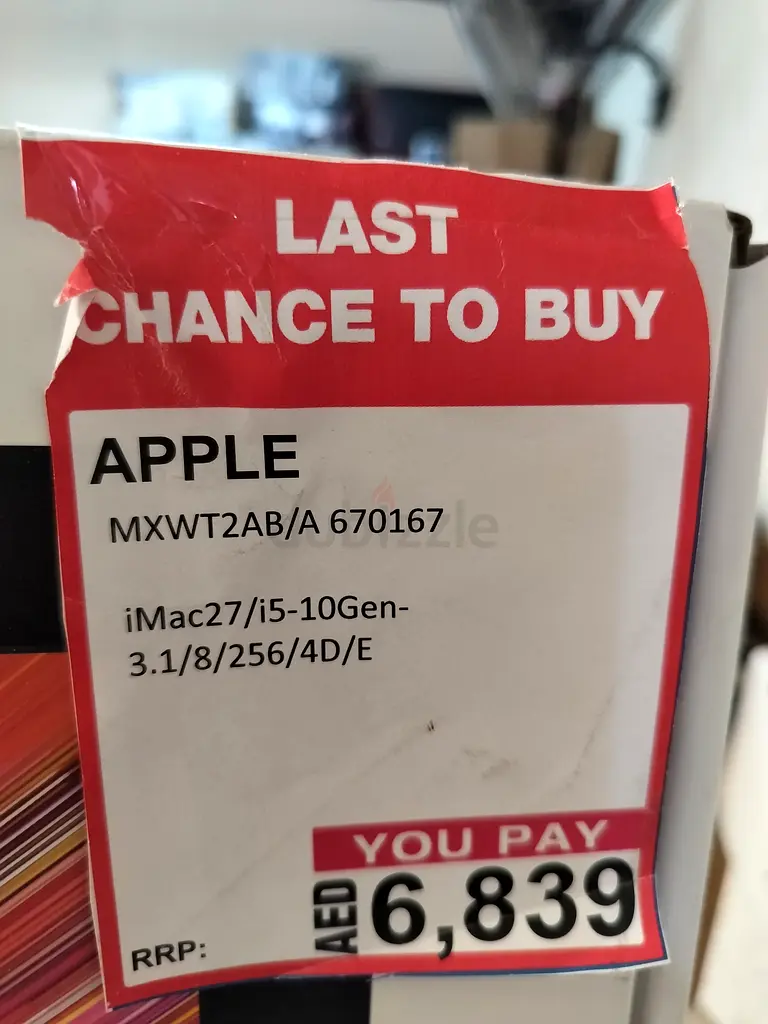 LAST
CHANCE TO BUY
APPLE
MXWT2AB/A 670167
dubizzle
iMac27/i5-10Gen-
3.1/8/256/4D/E
YOU PAY
AED 6,839
RRP: